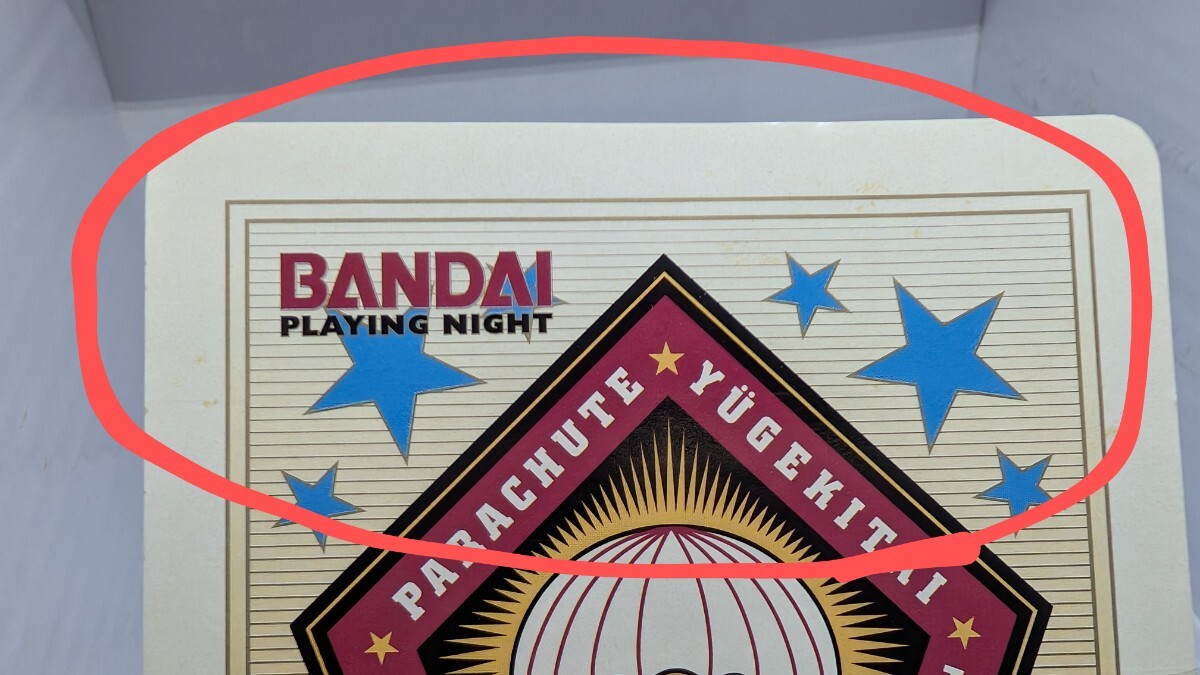 BANDAI
PLAYING NIGHT
PARACHUTE
YÜGEKITAI